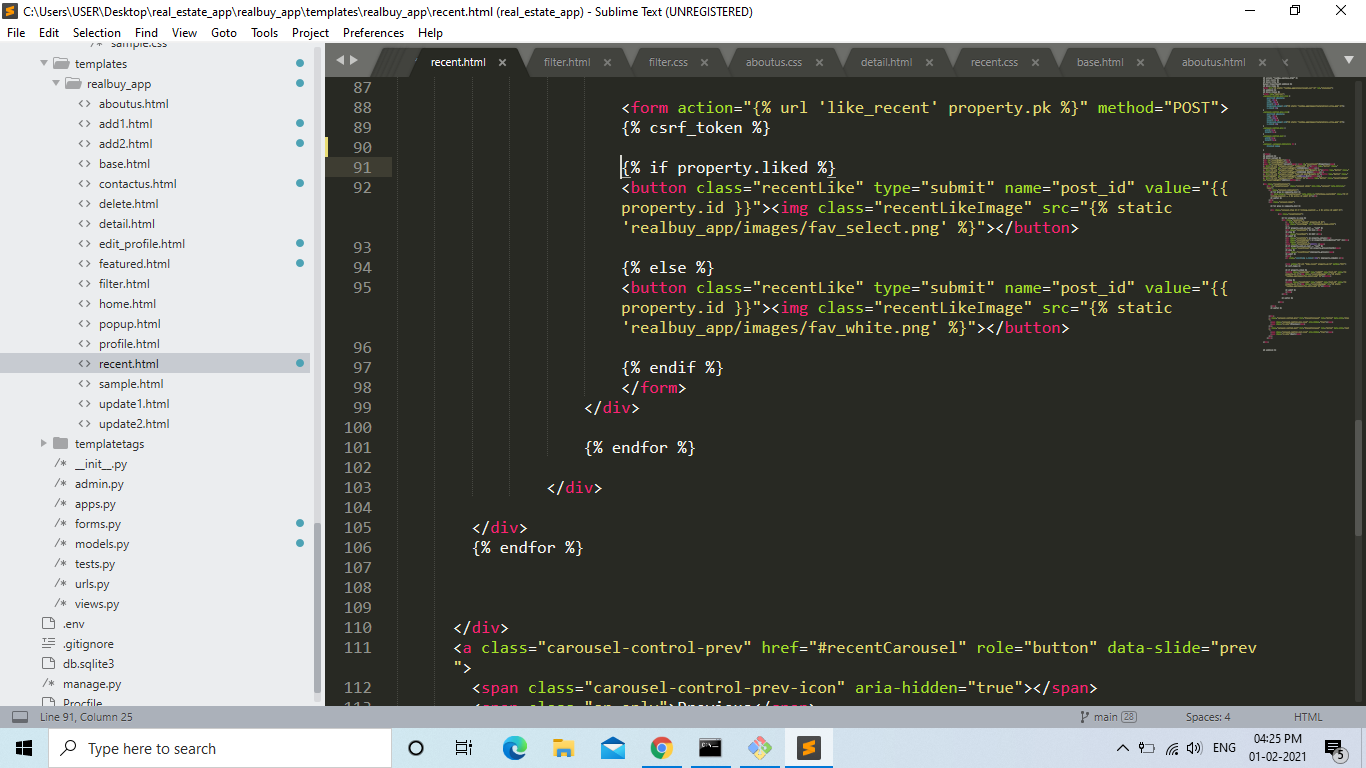 C:\Users\USER\Desktop\real_estate_app\realbuy_app\templates\realbuy_app\recent.html (real_estate_app) - Sublime Text (UNREGISTERED)
File Edit Selection Find View Goto Tools Project Preferences Help
/* sample.css
templates
realbuy_app
<> aboutus.html
<> add1.html
<> add2.html
<> base.html
<> contactus.html
<> delete.html
<> detail.html
<> edit_profile.html
<> featured.html
<> filter.html
<> home.html
<> popup.html
<> profile.html
<> recent.html
<> sample.html
<> update1.html
<> update2.html
templatetags
/* __init__.py
/* admin.py
/* apps.py
/* forms.py
/* models.py
/* tests.py
/* urls.py
/* views.py
.env
.gitignore
db.sqlite3
/* manage.py
Procfile
recent.html × filter.html × filter.css × aboutus.css × detail.html × recent.css × base.html × aboutus.html ×
87
88 <form action="{% url 'like_recent' property.pk %}" method="POST">
89 {% csrf_token %}
90
91 {% if property.liked %}
92 <button class="recentLike" type="submit" name="post_id" value="{{
property.id }}"><img class="recentLikeImage" src="{% static
'realbuy_app/images/fav_select.png' %}"></button>
93
94 {% else %}
95 <button class="recentLike" type="submit" name="post_id" value="{{
property.id }}"><img class="recentLikeImage" src="{% static
'realbuy_app/images/fav_white.png' %}"></button>
96
97 {% endif %}
98 </form>
99 </div>
100
101 {% endfor %}
102
103 </div>
104
105 </div>
106 {% endfor %}
107
108
109
110 </div>
111 <a class="carousel-control-prev" href="#recentCarousel" role="button" data-slide="prev
">
112 <span class="carousel-control-prev-icon" aria-hidden="true"></span>
Line 91, Column 25
main 28
Spaces: 4
HTML
Type here to search
ENG
04:25 PM
01-02-2021
5